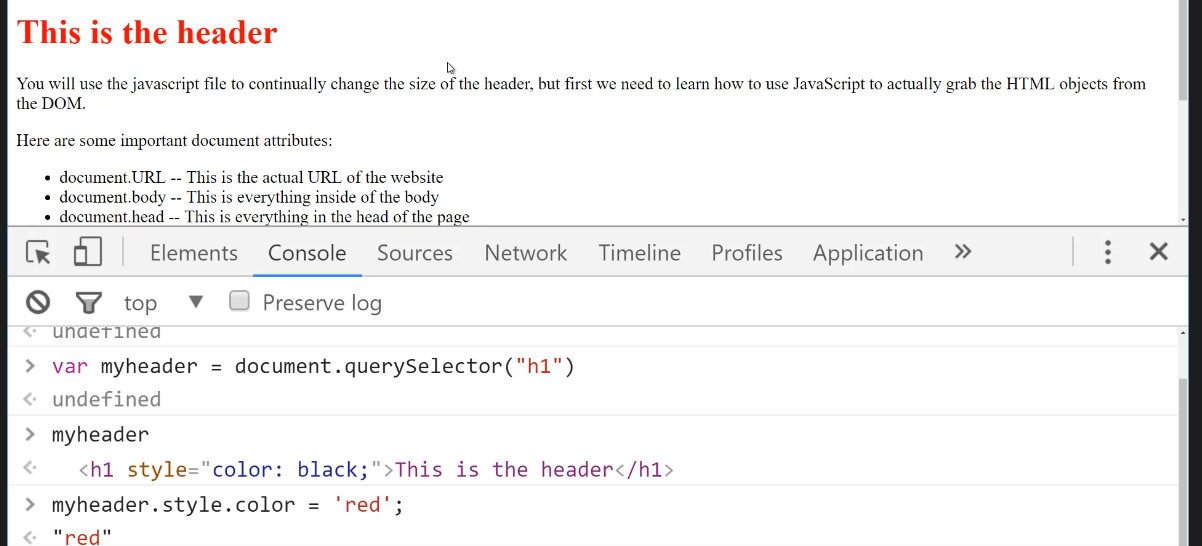 This is the header
You will use the javascript file to continually change the size of the header, but first we need to learn how to use JavaScript to actually grab the HTML objects from
the DOM.
Here are some important document attributes:
• document.URL -- This is the actual URL of the website
• document.body -- This is everything inside of the body
• document.head -- This is everything in the head of the page
Elements Console Sources Network Timeline Profiles Application »
top ▼ Preserve log
undefined
> var myheader = document.querySelector("h1")
undefined
> myheader
<h1 style="color: black;">This is the header</h1>
> myheader.style.color = 'red';
"red"